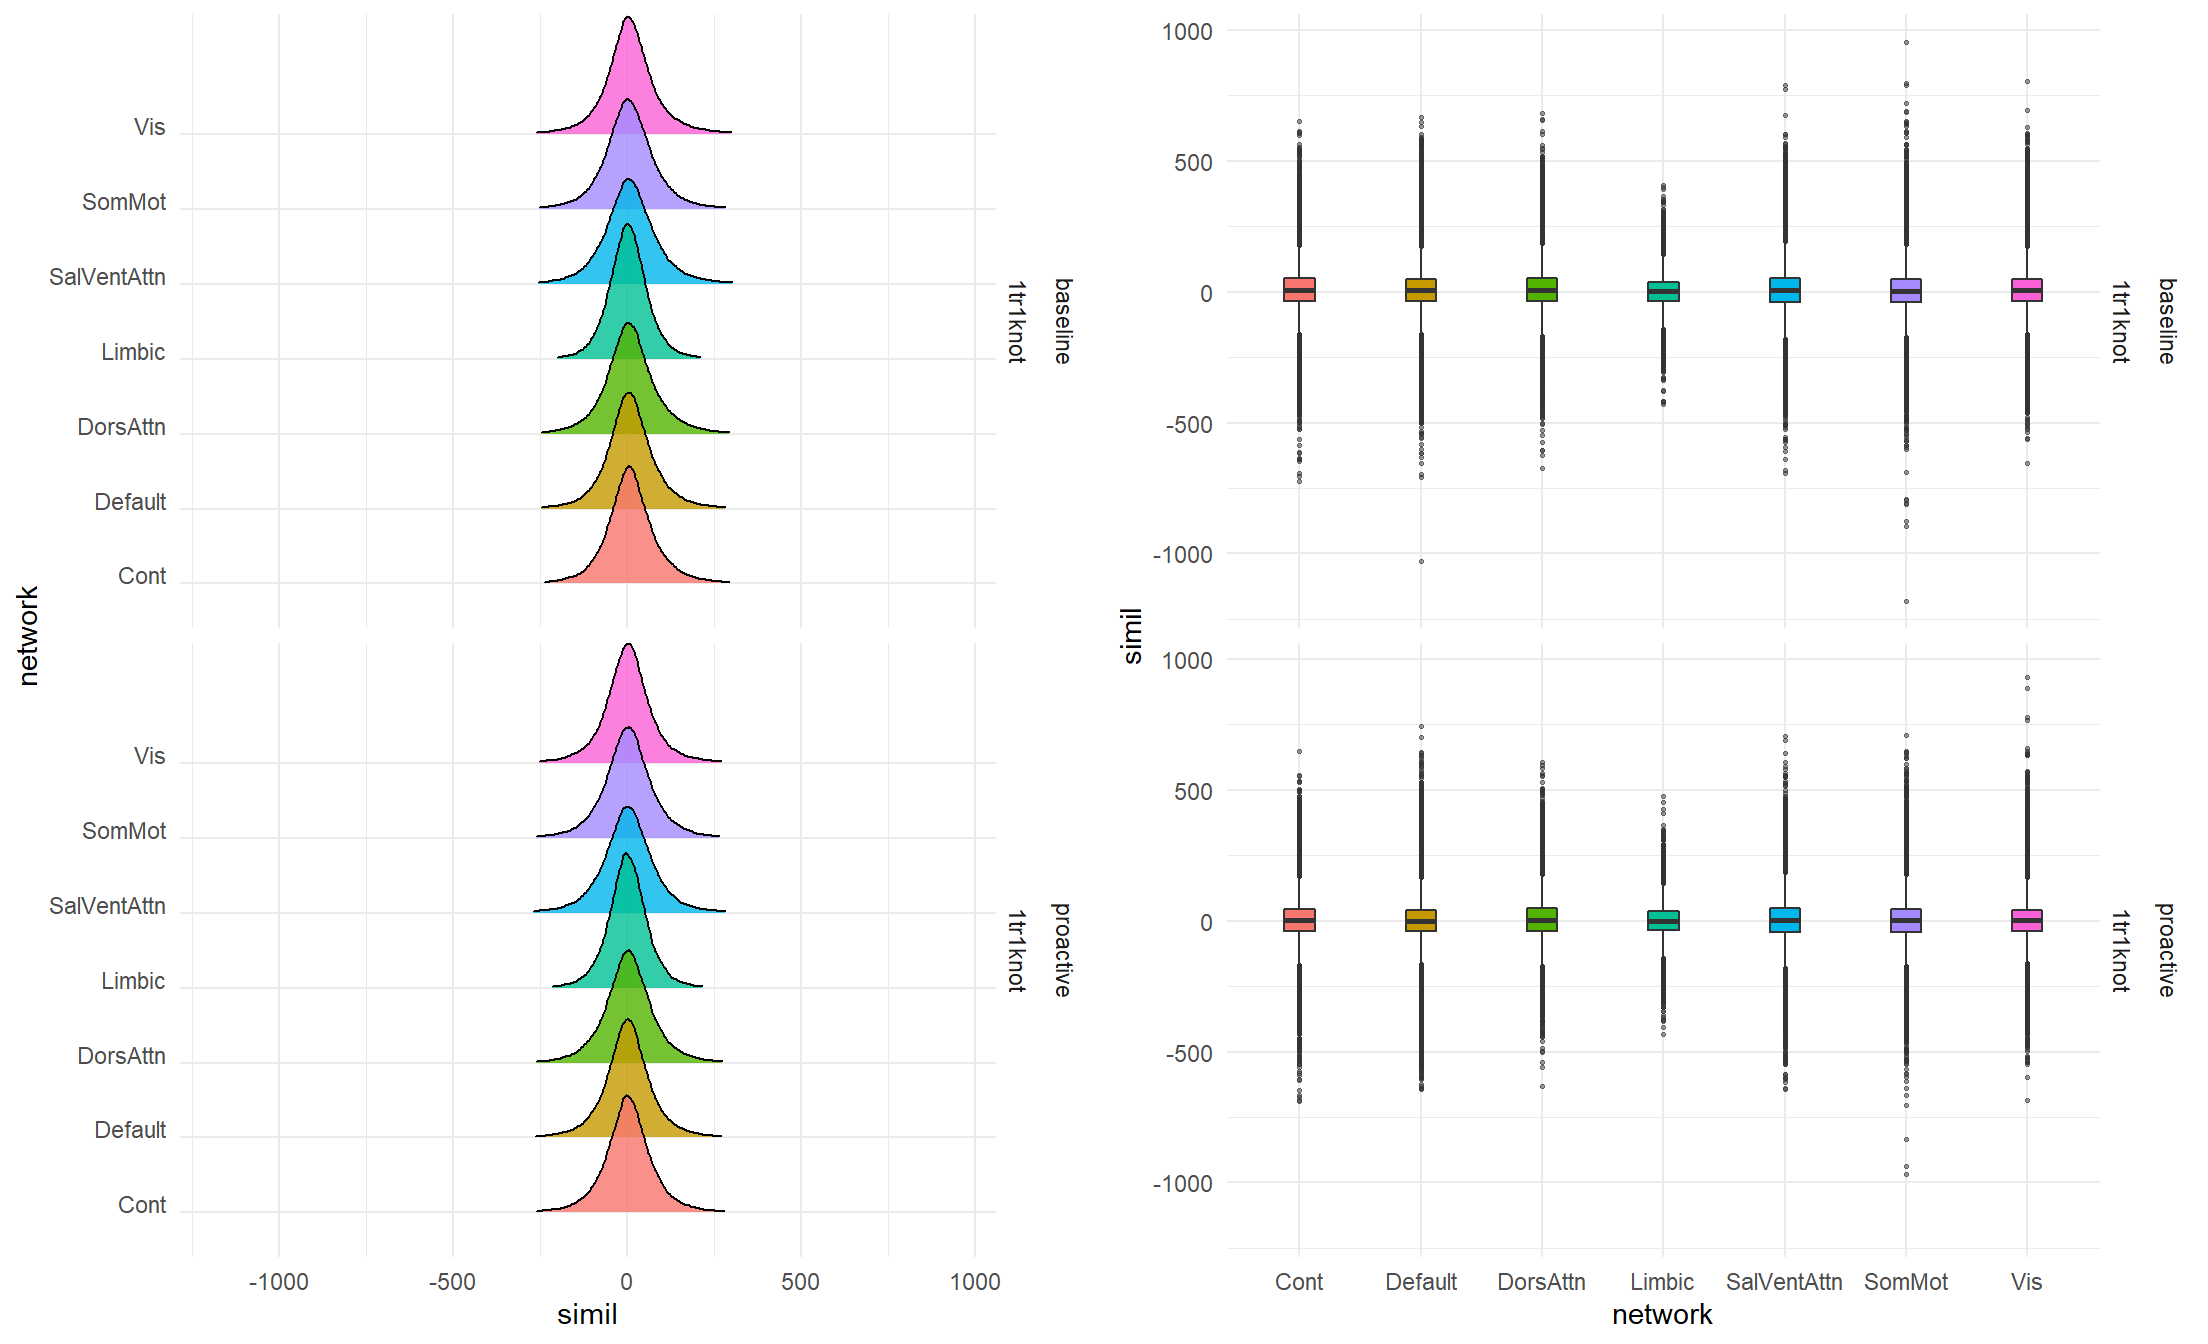 network
Vis
SomMot
SalVentAttn
Limbic
DorsAttn
Default
Cont
baseline
1tr1knot
Vis
SomMot
SalVentAttn
Limbic
DorsAttn
Default
Cont
proactive
1tr1knot
-1000 -500 0 500 1000
simil
simil
1000
500
0
-500
-1000
baseline
1tr1knot
1000
500
0
-500
-1000
proactive
1tr1knot
Cont Default DorsAttn Limbic SalVentAttn SomMot Vis
network